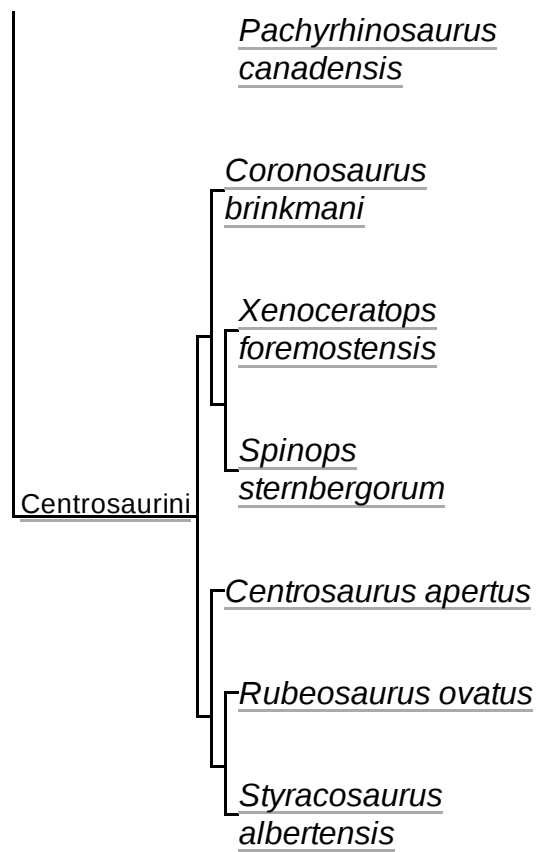 Pachyrhinosaurus
canadensis
Coronosaurus
brinkmani
Xenoceratops
foremostensis
Spinops
sternbergorum
Centrosaurini
Centrosaurus apertus
Rubeosaurus ovatus
Styracosaurus
albertensis